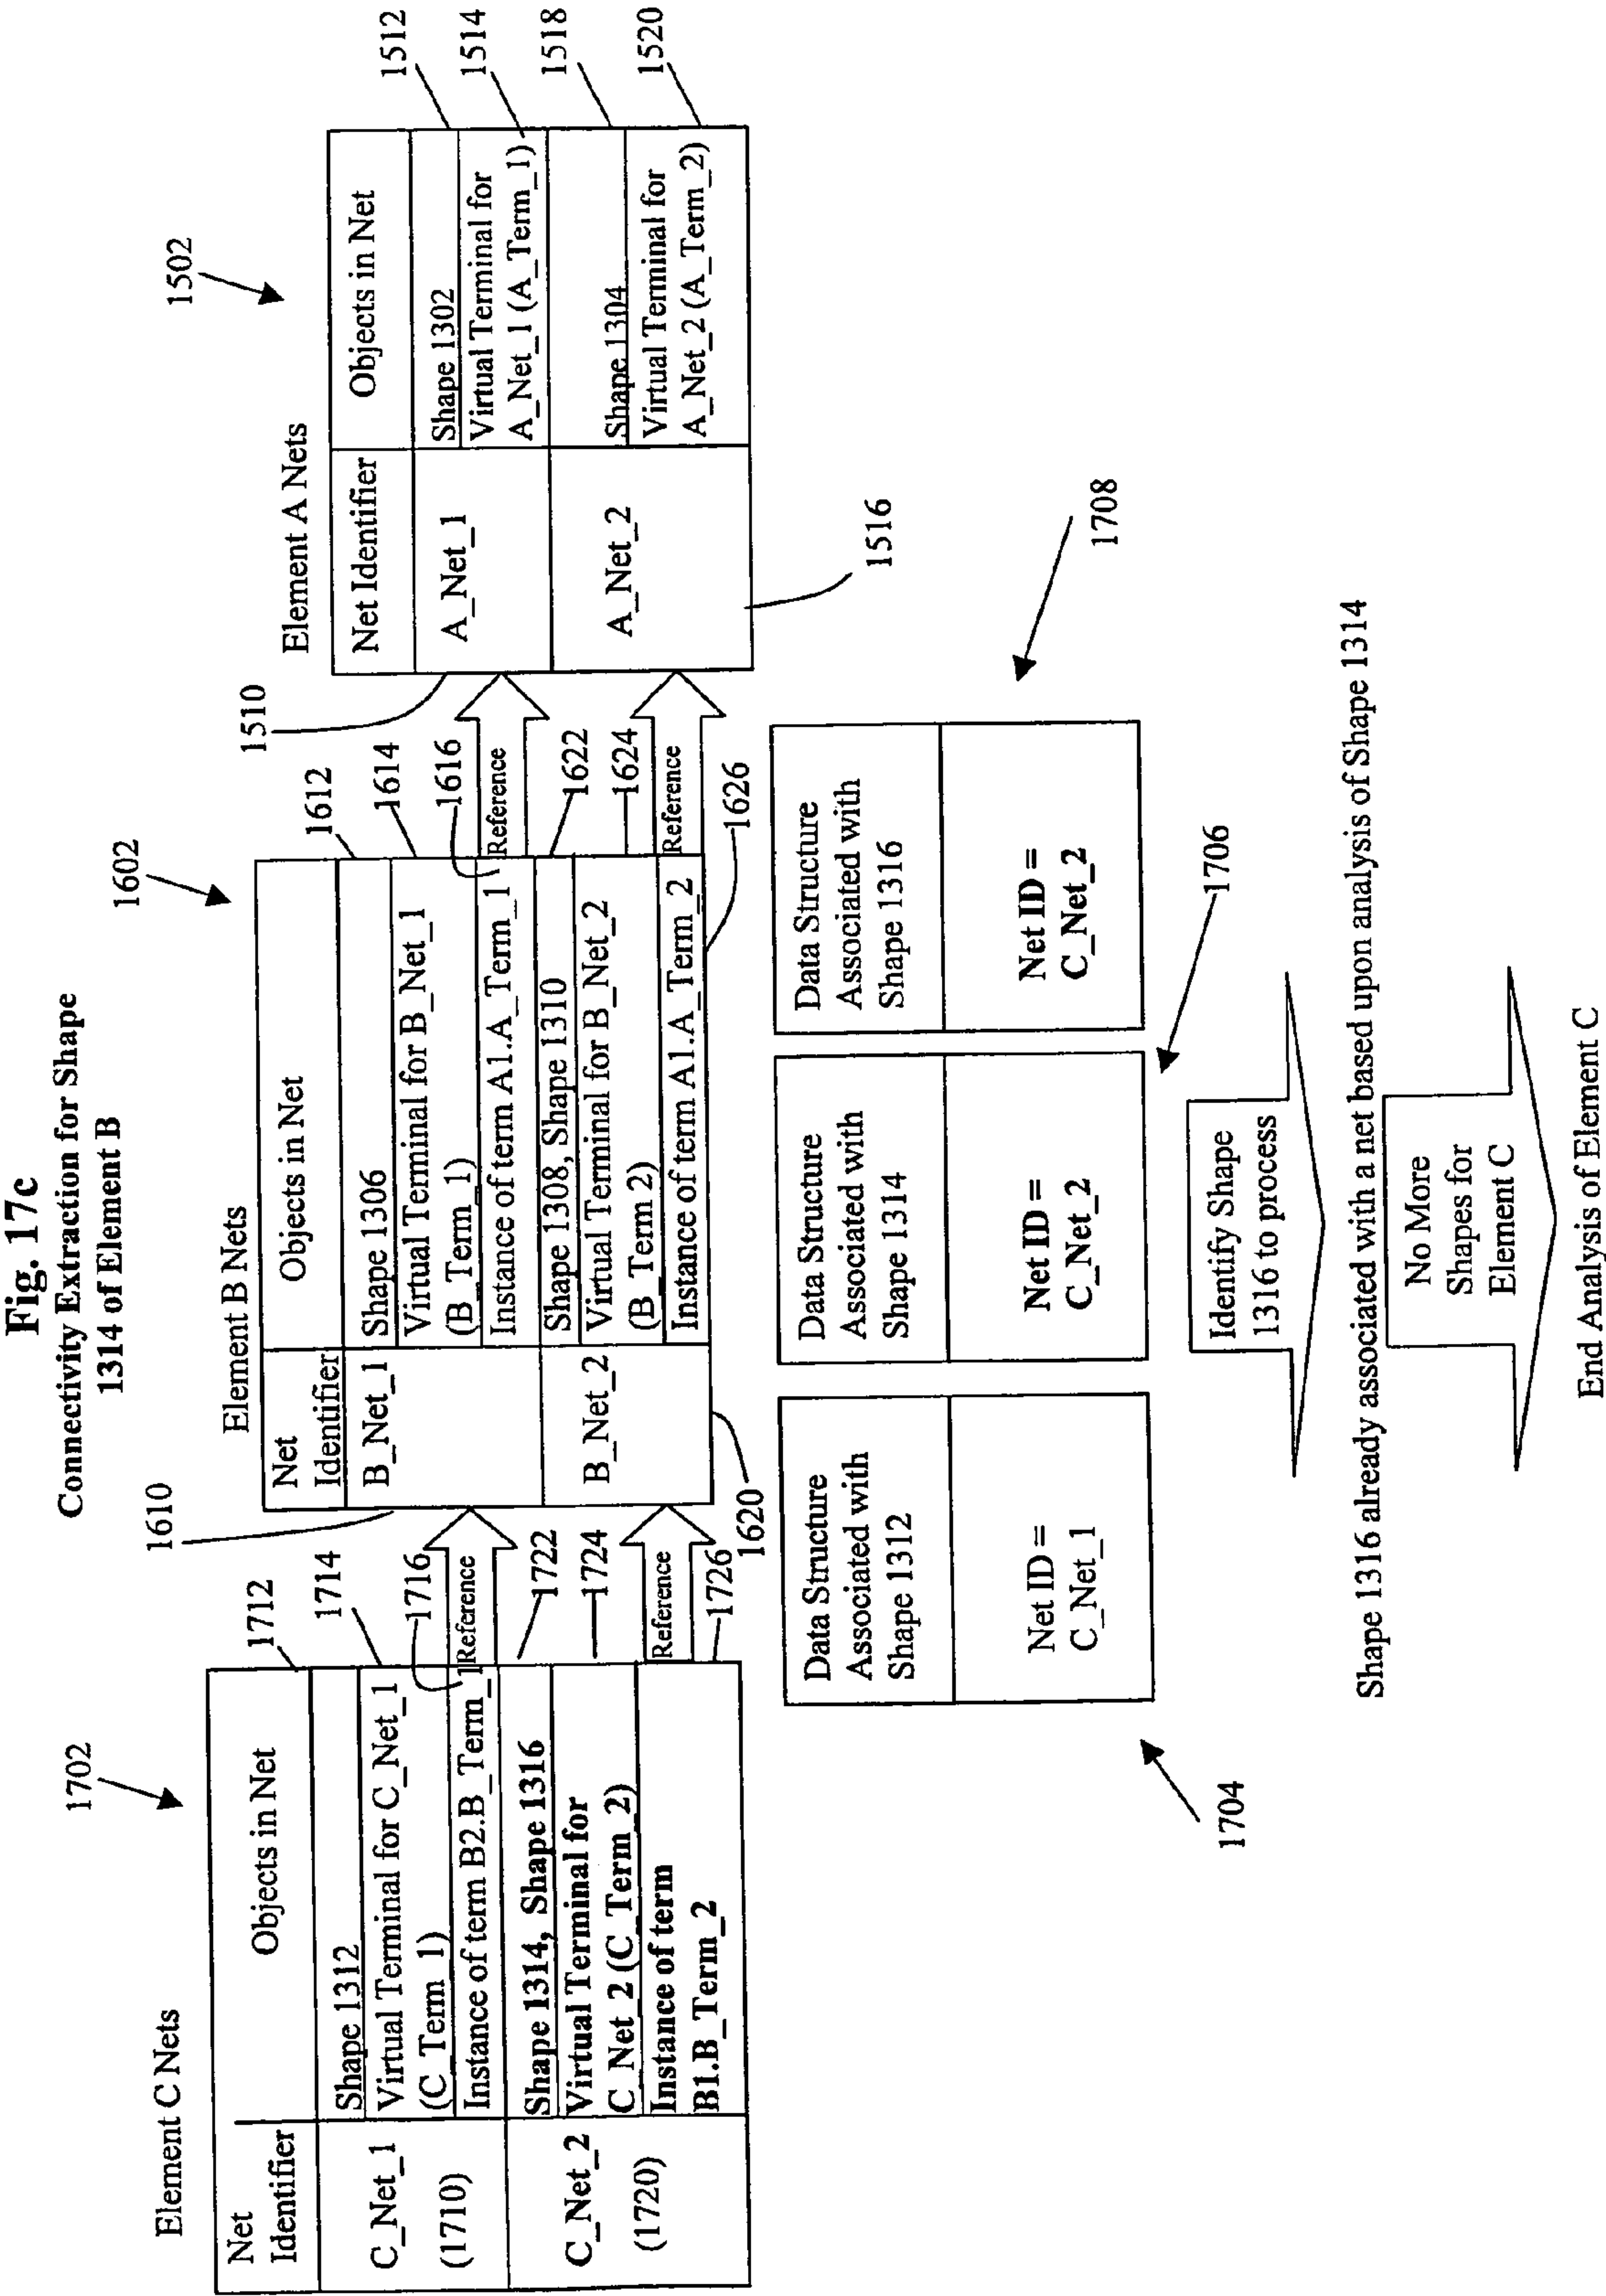 Fig. 17c
Connectivity Extraction for Shape
1314 of Element B
1702
Element C Nets
Net
Identifier
Objects in Net
C_Net_1
(1710)
Shape 1312
Virtual Terminal for C_Net_1
(C_Term_1)
Instance of term B2.B_Term_1
C_Net_2
(1720)
Shape 1314, Shape 1316
Virtual Terminal for
C_Net_2 (C_Term_2)
Instance of term
B1.B_Term_2
1712
1714
1716
Reference
1722
1724
Reference
1726
1602
Element B Nets
1610
Net
Identifier
Objects in Net
B_Net_1
Shape 1306
Virtual Terminal for B_Net_1
(B_Term_1)
Instance of term A1.A_Term_1
B_Net_2
Shape 1308, Shape 1310
Virtual Terminal for B_Net_2
(B_Term 2)
Instance of term A1.A_Term_2
1620
1612
1614
1616
Reference
1622
1624
Reference
1626
1502
Element A Nets
1510
Net Identifier
Objects in Net
A_Net_1
Shape 1302
Virtual Terminal for
A_Net_1 (A_Term_1)
A_Net_2
Shape 1304
Virtual Terminal for
A_Net_2 (A_Term_2)
1512
1514
1518
1520
1516
Data Structure
Associated with
Shape 1312
Net ID =
C_Net_1
1704
Data Structure
Associated with
Shape 1314
Net ID =
C_Net_2
1706
Data Structure
Associated with
Shape 1316
Net ID =
C_Net_2
1708
Identify Shape
1316 to process
Shape 1316 already associated with a net based upon analysis of Shape 1314
No More
Shapes for
Element C
End Analysis of Element C